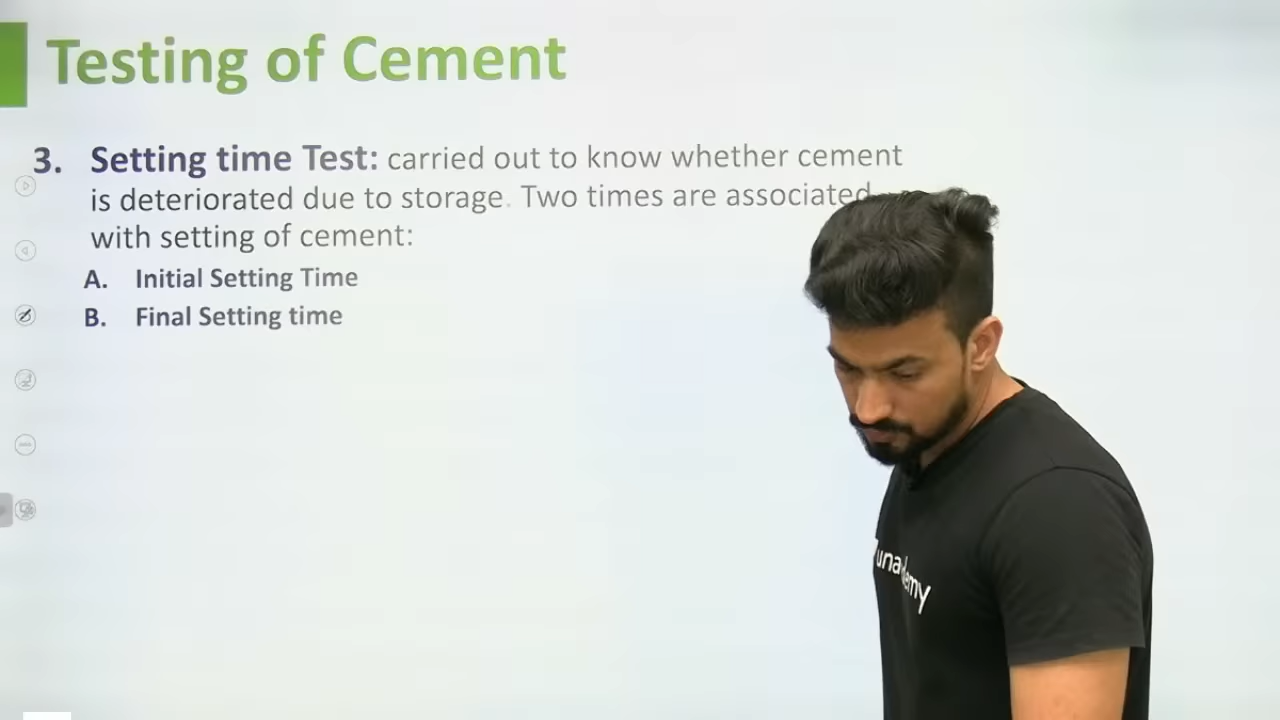 Testing of Cement
3. Setting time Test: carried out to know whether cement
is deteriorated due to storage. Two times are associated
with setting of cement:
A. Initial Setting Time
B. Final Setting time
unacademy